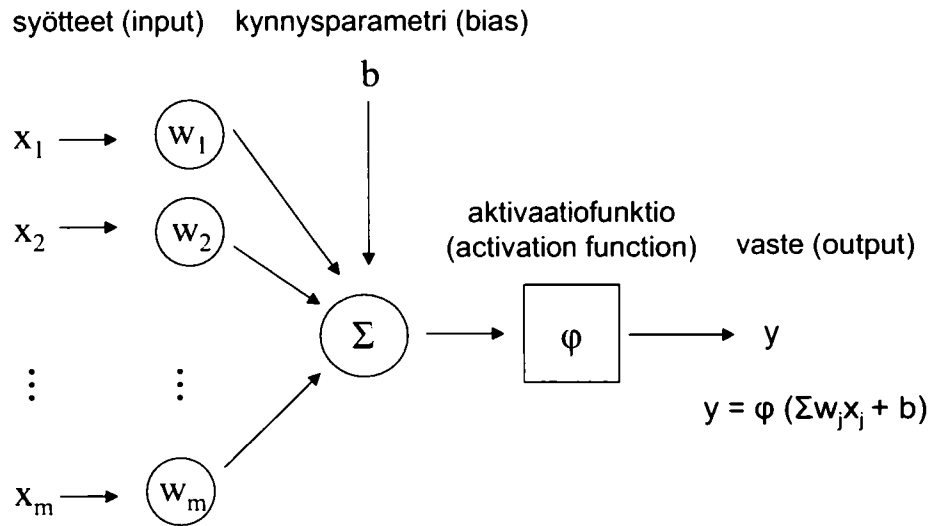 syötteet (input) kynnysparametri (bias)
b
x₁ w₁
x₂ w₂
aktivaatiofunktio
(activation function) vaste (output)
Σ φ y
⋮ ⋮
y = φ (Σwⱼxⱼ + b)
xₘ wₘ